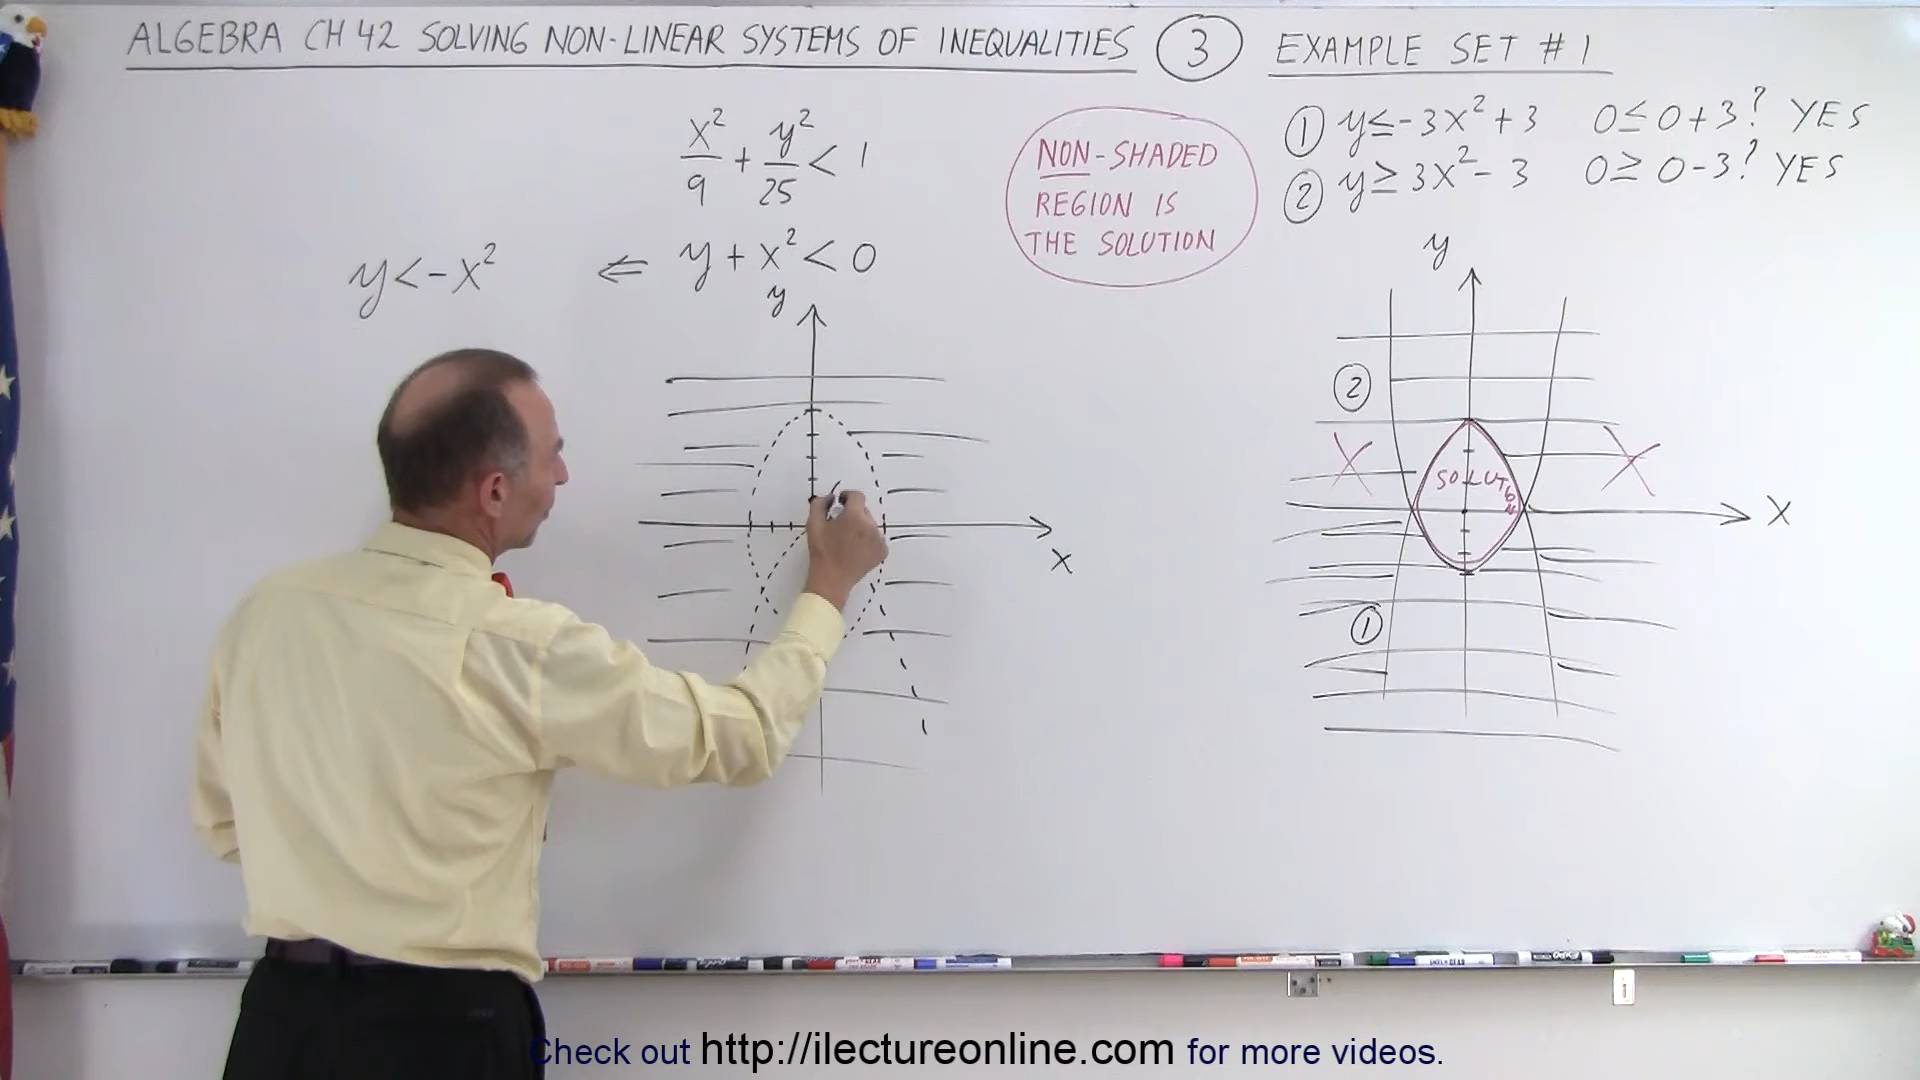 ALGEBRA CH 42 SOLVING NON-LINEAR SYSTEMS OF INEQUALITIES ③ EXAMPLE SET #1
x²/9 + y²/25 < 1
y < -x² ⇐ y + x² < 0
y
x
NON-SHADED
REGION IS
THE SOLUTION
① y ≤ -3x² + 3 0 ≤ 0 + 3? YES
② y ≥ 3x² - 3 0 ≥ 0 - 3? YES
y
②
X X
SOLUTION
X
①
Check out http://ilectureonline.com for more videos.